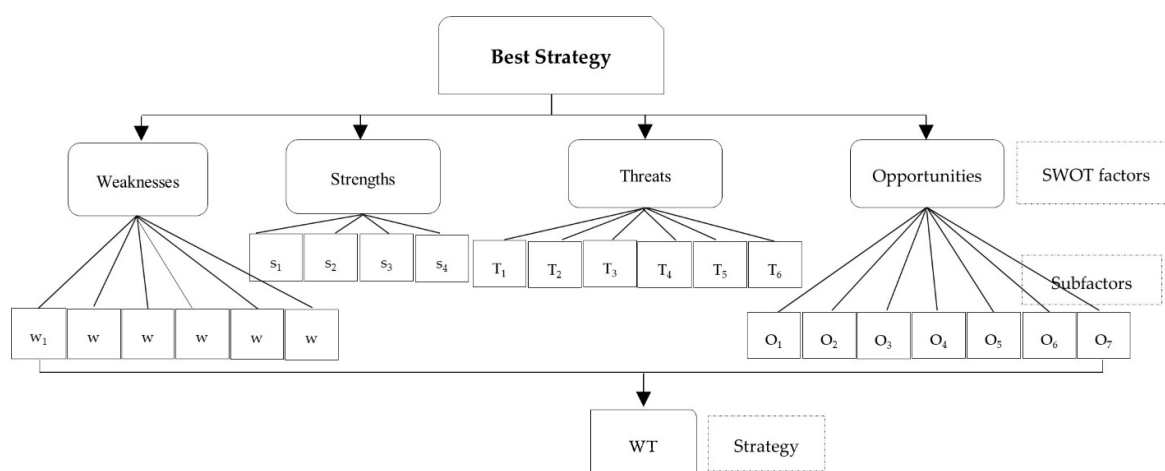 Best Strategy
Weaknesses
Strengths
Threats
Opportunities
SWOT factors
s₁ s₂ s₃ s₄
T₁ T₂ T₃ T₄ T₅ T₆
Subfactors
w₁ w w w w w
O₁ O₂ O₃ O₄ O₅ O₆ O₇
WT
Strategy